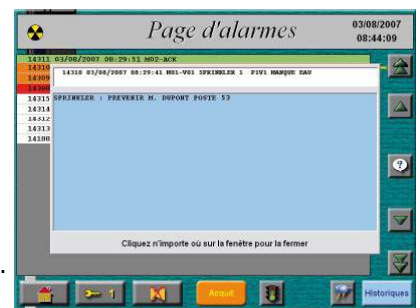 Page d'alarmes
03/08/2007
08:44:09
14311 03/08/2007 08:29:51 M02-ACK
14310
14310 03/08/2007 08:29:41 M01-V01 SPRINKLER 1 P1V1 MANQUE EAU
14309
14308
14315
SPRINKLER : PREVENIR M. DUPONT POSTE 53
14314
14312
14313
14180
?
Cliquez n'importe où sur la fenêtre pour la fermer
1
Acquit
Historiques
.